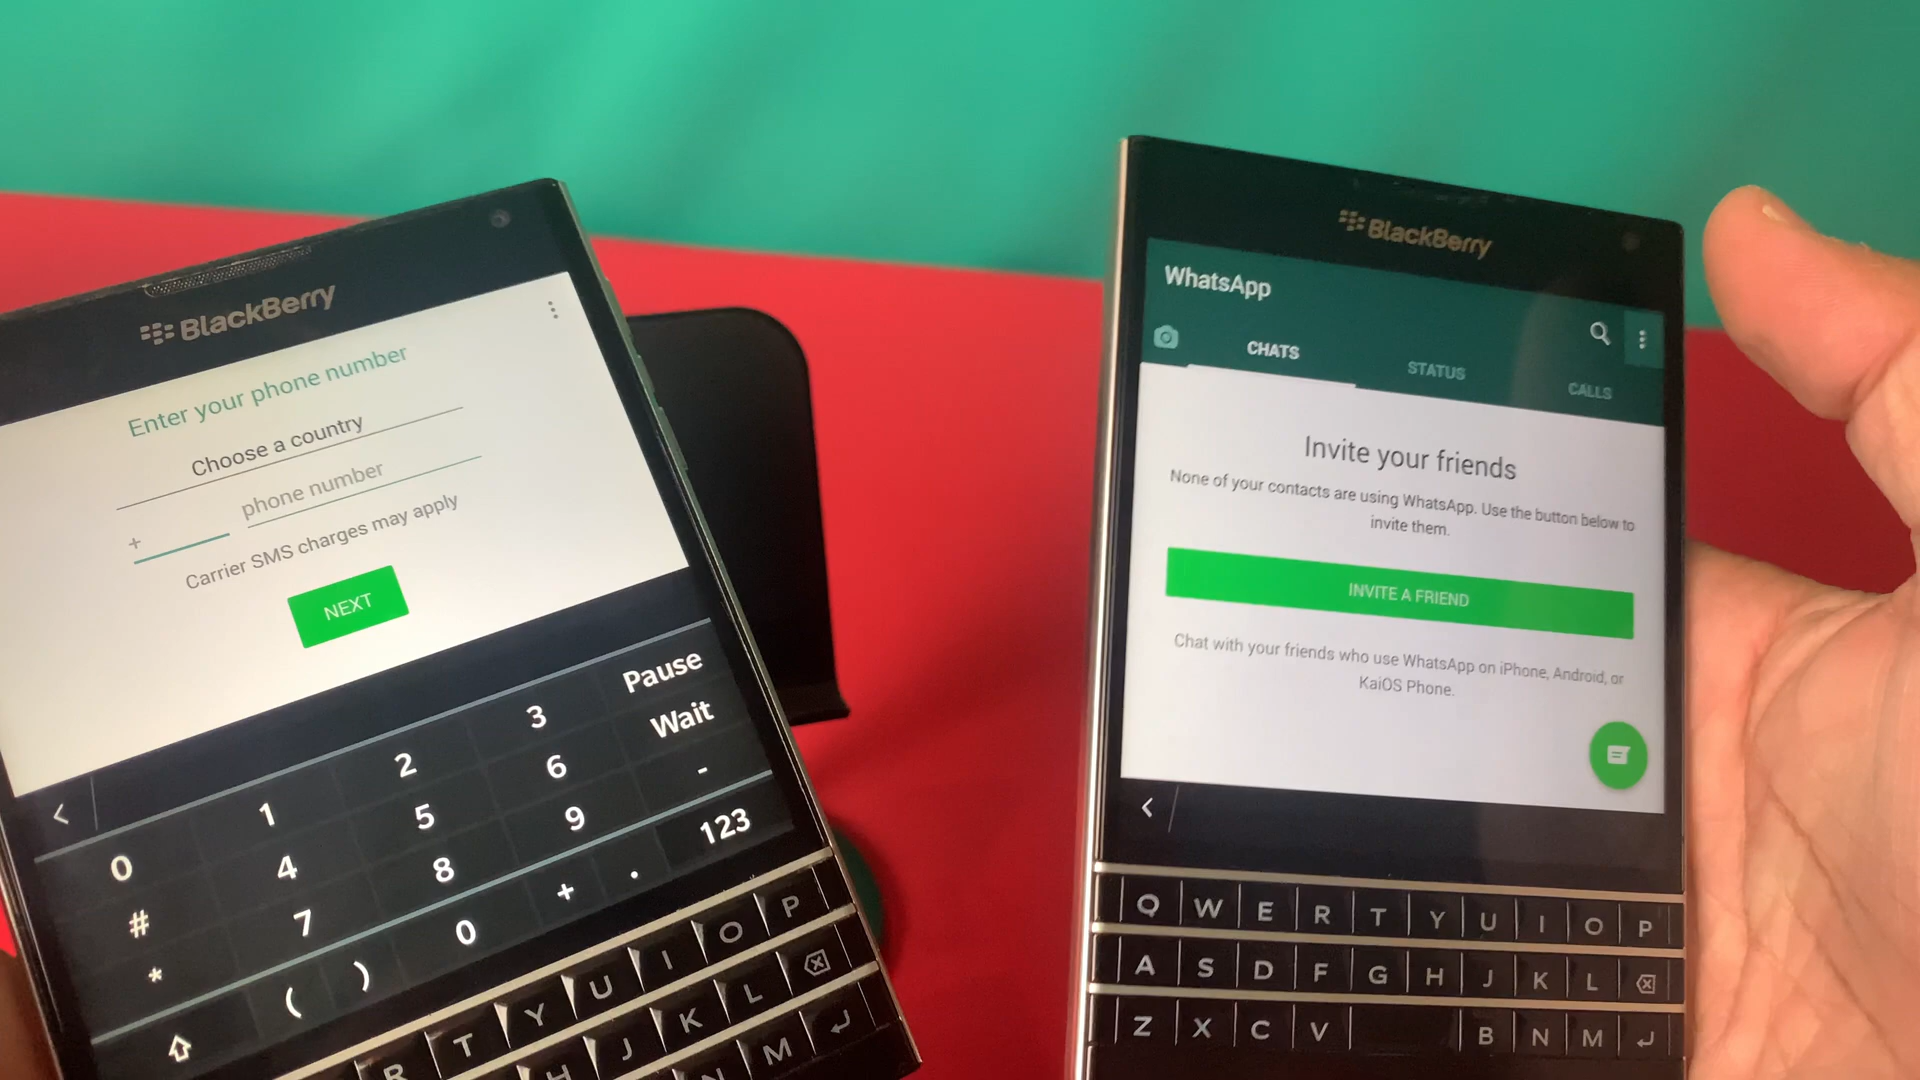 BlackBerry
Enter your phone number
Choose a country
+ phone number
Carrier SMS charges may apply
NEXT
1 2 3 Pause
0 4 5 6 Wait
# 7 8 9 -
* ( ) 0 + . 123
R T Y U I O P
H J K L
N M
BlackBerry
WhatsApp
CHATS STATUS CALLS
Invite your friends
None of your contacts are using WhatsApp. Use the button below to
invite them.
INVITE A FRIEND
Chat with your friends who use WhatsApp on iPhone, Android, or
KaiOS Phone.
Q W E R T Y U I O P
A S D F G H J K L
Z X C V B N M